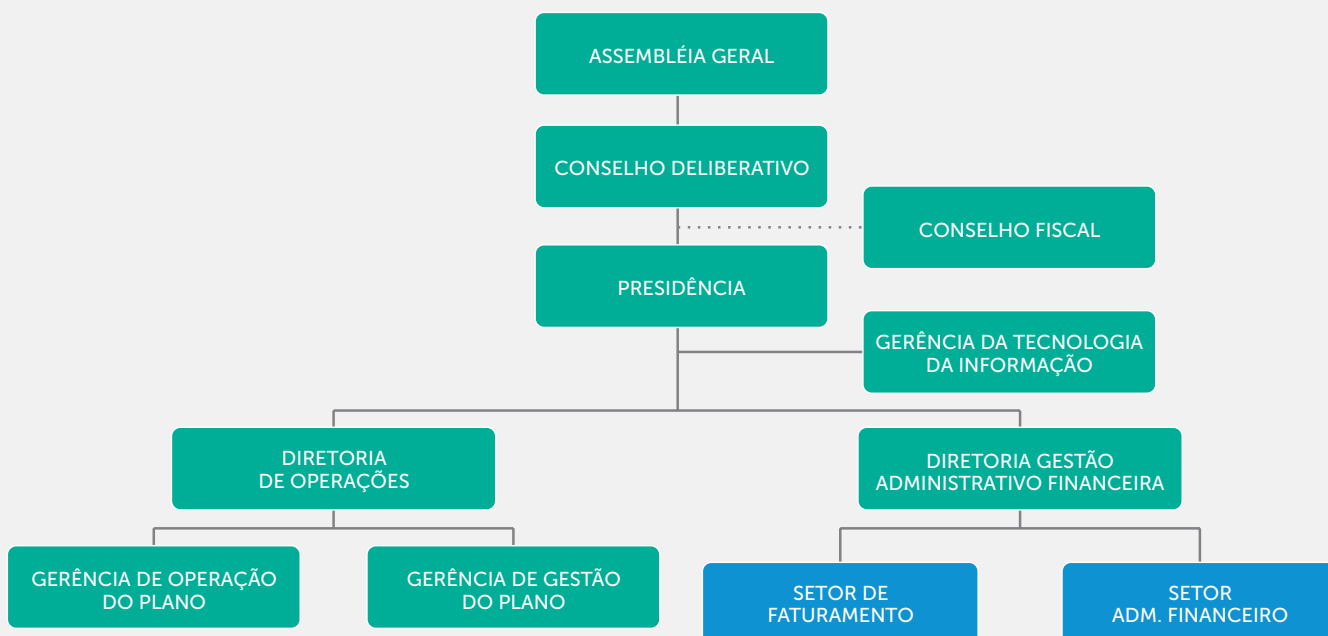 ASSEMBLÉIA GERAL
CONSELHO DELIBERATIVO
CONSELHO FISCAL
PRESIDÊNCIA
GERÊNCIA DA TECNOLOGIA
DA INFORMAÇÃO
DIRETORIA
DE OPERAÇÕES
DIRETORIA GESTÃO
ADMINISTRATIVO FINANCEIRA
GERÊNCIA DE OPERAÇÃO
DO PLANO
GERÊNCIA DE GESTÃO
DO PLANO
SETOR DE
FATURAMENTO
SETOR
ADM. FINANCEIRO